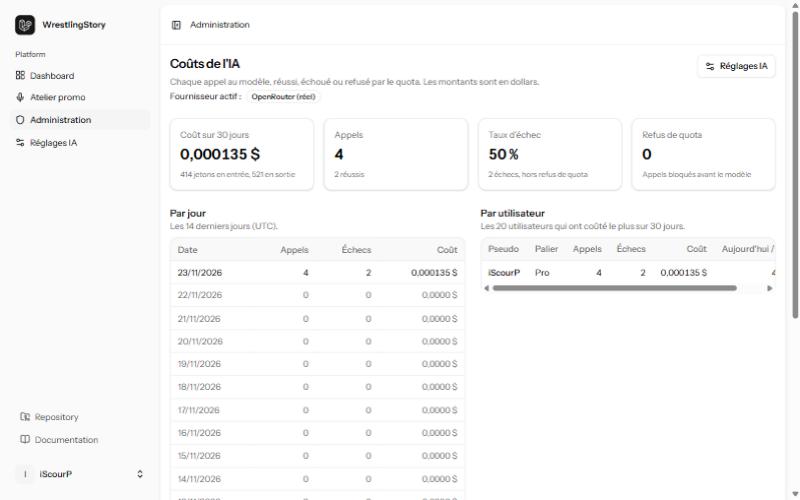 WrestlingStory
Platform
Dashboard
Atelier promo
Administration
Réglages IA
Repository
Documentation
I iScourP
Administration
Coûts de l'IA
Réglages IA
Chaque appel au modèle, réussi, échoué ou refusé par le quota. Les montants sont en dollars.
Fournisseur actif : OpenRouter (réel)
Coût sur 30 jours
0,000135 $
414 jetons en entrée, 521 en sortie
Appels
4
2 réussis
Taux d'échec
50 %
2 échecs, hors refus de quota
Refus de quota
0
Appels bloqués avant le modèle
Par jour
Les 14 derniers jours (UTC).
Date Appels Échecs Coût
23/11/2026 4 2 0,000135 $
22/11/2026 0 0 0,0000 $
21/11/2026 0 0 0,0000 $
20/11/2026 0 0 0,0000 $
19/11/2026 0 0 0,0000 $
18/11/2026 0 0 0,0000 $
17/11/2026 0 0 0,0000 $
16/11/2026 0 0 0,0000 $
15/11/2026 0 0 0,0000 $
14/11/2026 0 0 0,0000 $
Par utilisateur
Les 20 utilisateurs qui ont coûté le plus sur 30 jours.
Pseudo Palier Appels Échecs Coût Aujourd'hui /
iScourP Pro 4 2 0,000135 $ 4